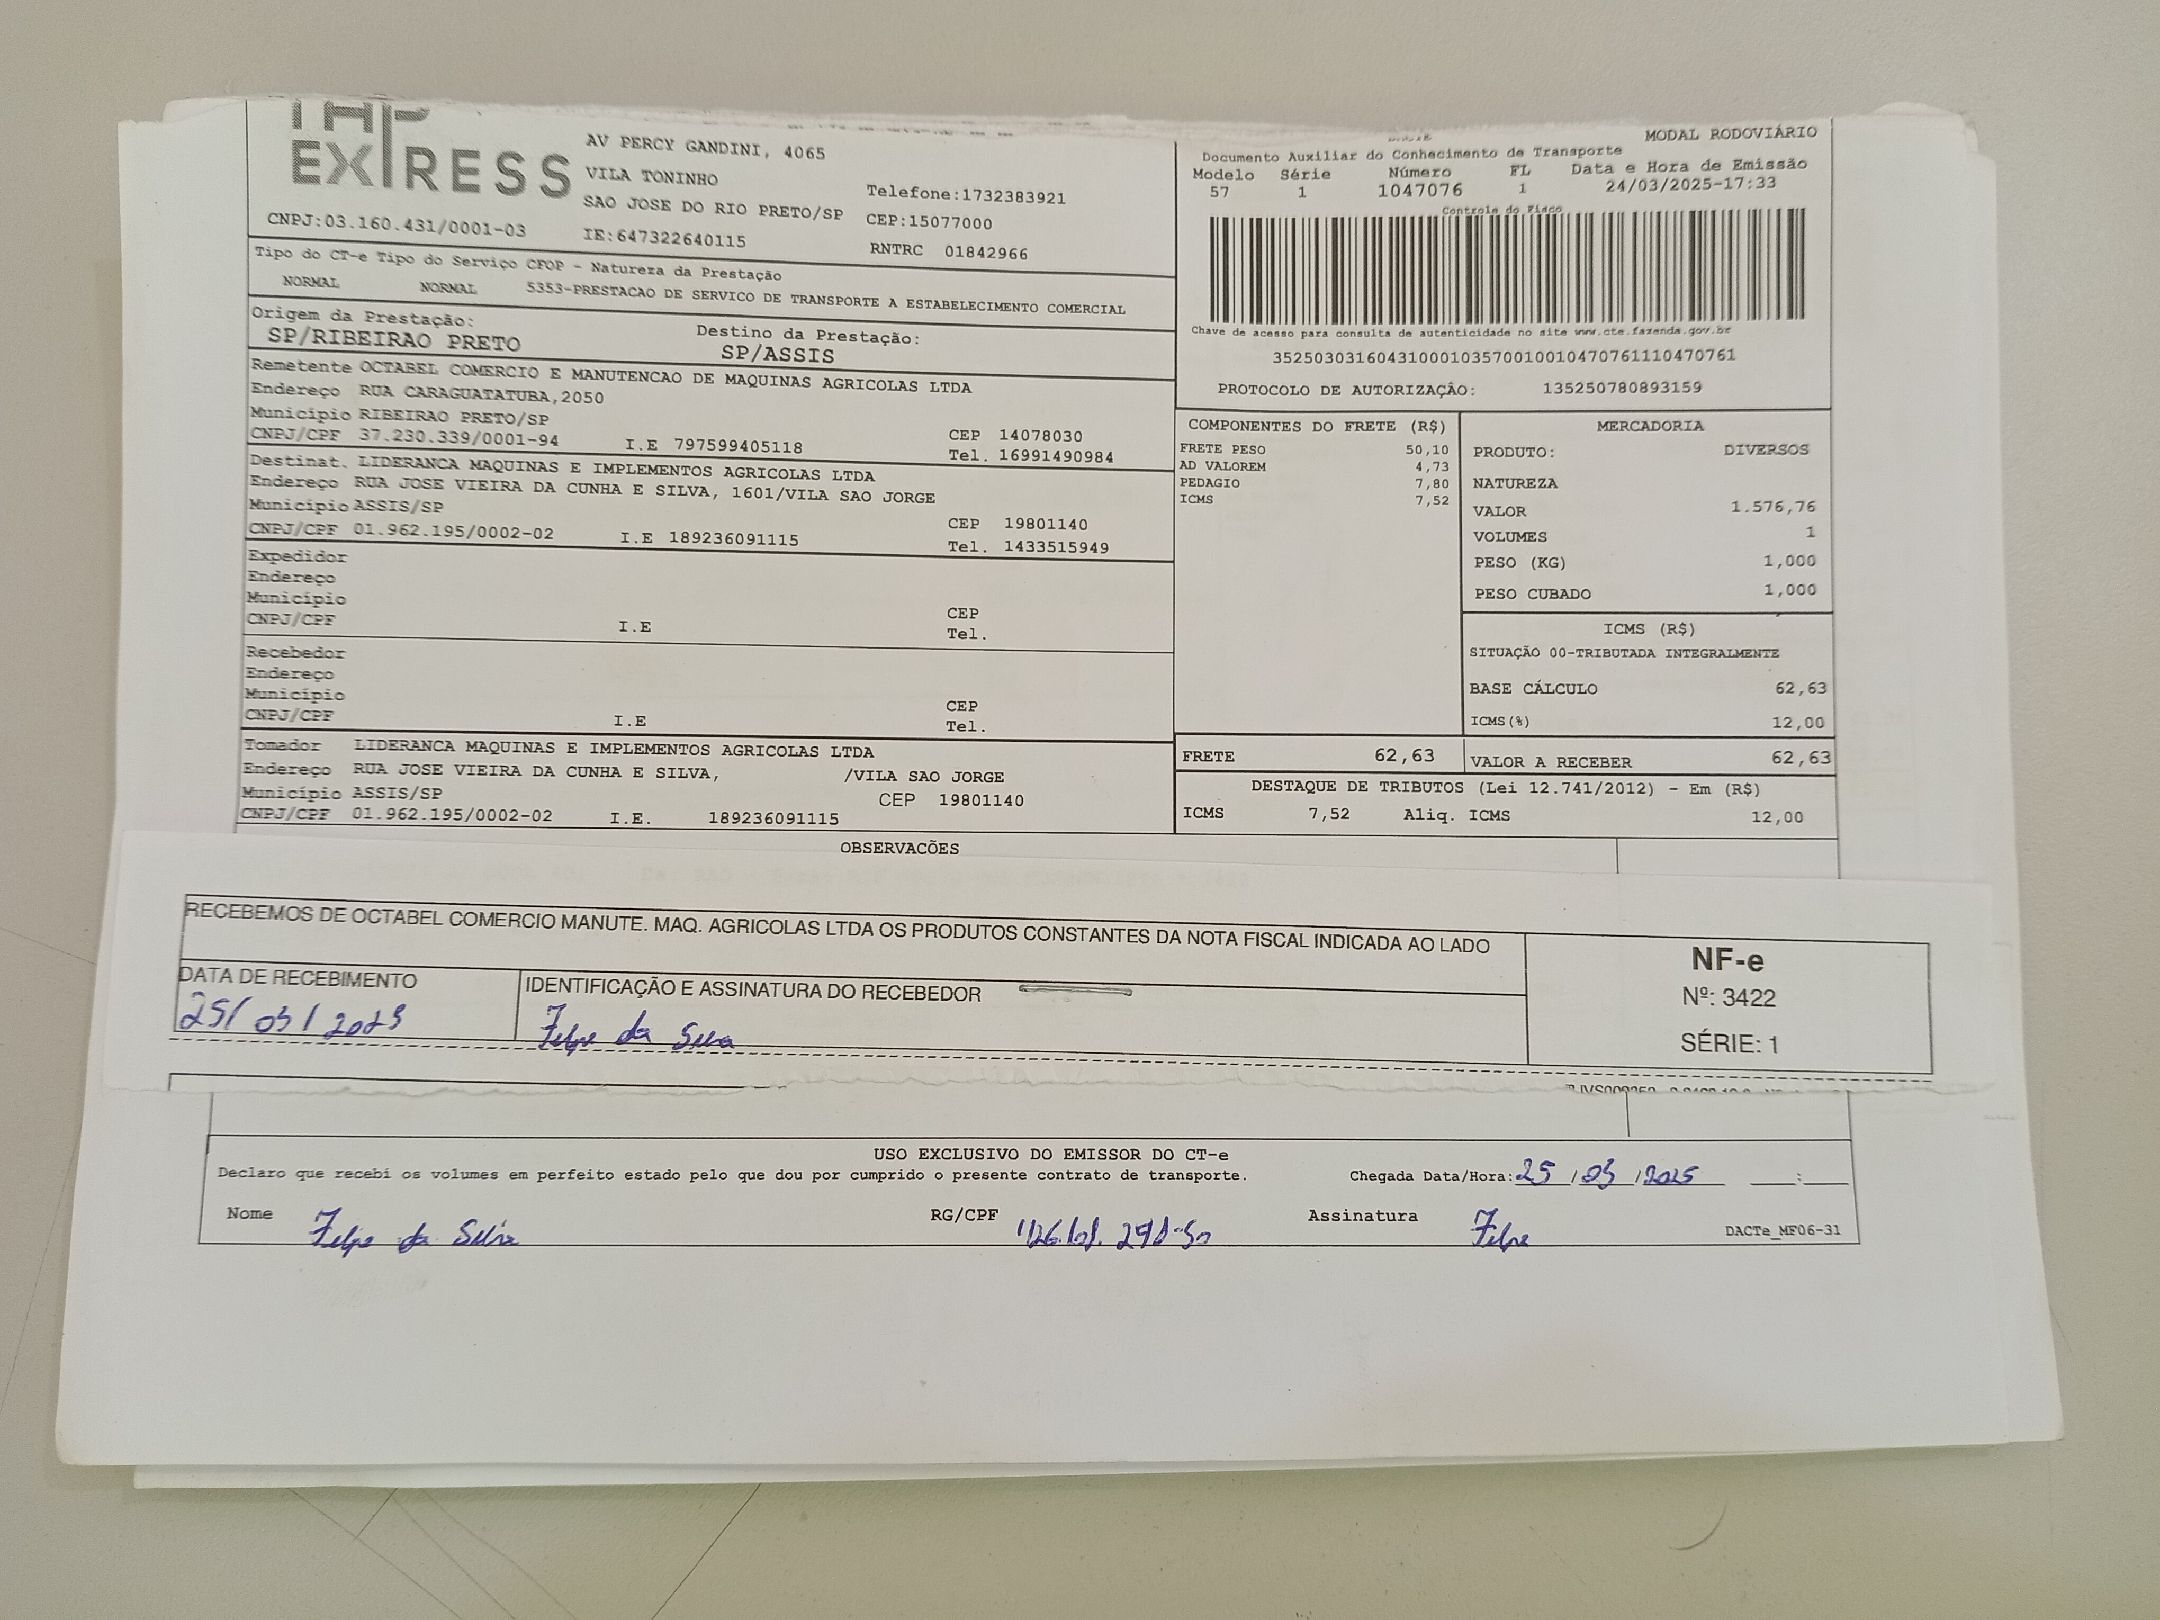 EXPRESS
AV PERCY GANDINI, 4065
VILA TONINHO
SAO JOSE DO RIO PRETO/SP
Telefone:1732383921
CEP:15077000
CNPJ:03.160.431/0001-03
IE:647322640115
RNTRC 01842966
MODAL RODOVIÁRIO
Documento Auxiliar do Conhecimento de Transporte
Modelo Série Número FL Data e Hora de Emissão
57 1 1047076 1 24/03/2025-17:33
Controle do Fisco
Chave de acesso para consulta de autenticidade no site www.cte.fazenda.gov.br
35250303160431000103570010010470761110470761
PROTOCOLO DE AUTORIZAÇÃO: 135250780893159
Tipo do CT-e Tipo do Serviço CFOP - Natureza da Prestação
NORMAL NORMAL 5353-PRESTACAO DE SERVICO DE TRANSPORTE A ESTABELECIMENTO COMERCIAL
Origem da Prestação: Destino da Prestação:
SP/RIBEIRAO PRETO SP/ASSIS
Remetente OCTABEL COMERCIO E MANUTENCAO DE MAQUINAS AGRICOLAS LTDA
Endereço RUA CARAGUATATUBA,2050
Município RIBEIRAO PRETO/SP CEP 14078030
CNPJ/CPF 37.230.339/0001-94 I.E 797599405118 Tel. 16991490984
Destinat. LIDERANCA MAQUINAS E IMPLEMENTOS AGRICOLAS LTDA
Endereço RUA JOSE VIEIRA DA CUNHA E SILVA, 1601/VILA SAO JORGE
Município ASSIS/SP CEP 19801140
CNPJ/CPF 01.962.195/0002-02 I.E 189236091115 Tel. 1433515949
Expedidor
Endereço
Município CEP
CNPJ/CPF I.E Tel.
Recebedor
Endereço
Município CEP
CNPJ/CPF I.E Tel.
Tomador LIDERANCA MAQUINAS E IMPLEMENTOS AGRICOLAS LTDA
Endereço RUA JOSE VIEIRA DA CUNHA E SILVA, /VILA SAO JORGE
Município ASSIS/SP CEP 19801140
CNPJ/CPF 01.962.195/0002-02 I.E. 189236091115
COMPONENTES DO FRETE (R$)
FRETE PESO 50,10
AD VALOREM 4,73
PEDAGIO 7,80
ICMS 7,52
MERCADORIA
PRODUTO: DIVERSOS
NATUREZA
VALOR 1.576,76
VOLUMES 1
PESO (KG) 1,000
PESO CUBADO 1,000
ICMS (R$)
SITUAÇÃO 00-TRIBUTADA INTEGRALMENTE
BASE CÁLCULO 62,63
ICMS(%) 12,00
FRETE 62,63 VALOR A RECEBER 62,63
DESTAQUE DE TRIBUTOS (Lei 12.741/2012) - Em (R$)
ICMS 7,52 Aliq. ICMS 12,00
OBSERVACÕES
RECEBEMOS DE OCTABEL COMERCIO MANUTE. MAQ. AGRICOLAS LTDA OS PRODUTOS CONSTANTES DA NOTA FISCAL INDICADA AO LADO
DATA DE RECEBIMENTO
25/03/2025
IDENTIFICAÇÃO E ASSINATURA DO RECEBEDOR
Felipe da Silva
NF-e
Nº: 3422
SÉRIE: 1
USO EXCLUSIVO DO EMISSOR DO CT-e
Declaro que recebi os volumes em perfeito estado pelo que dou por cumprido o presente contrato de transporte. Chegada Data/Hora: 25/03/2025 __:__
Nome Felipe da Silva RG/CPF Assinatura Felipe DACTe_MF06-31